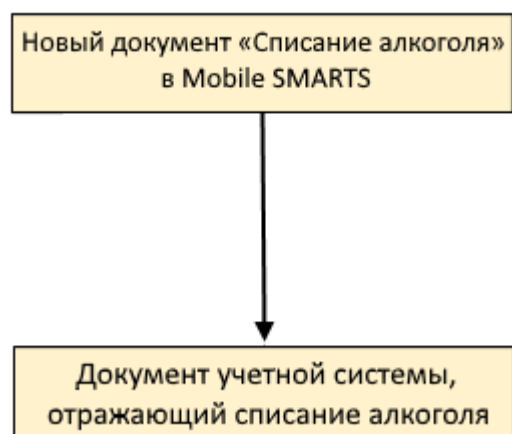 Новый документ «Списание алкоголя»
в Mobile SMARTS
Документ учетной системы,
отражающий списание алкоголя